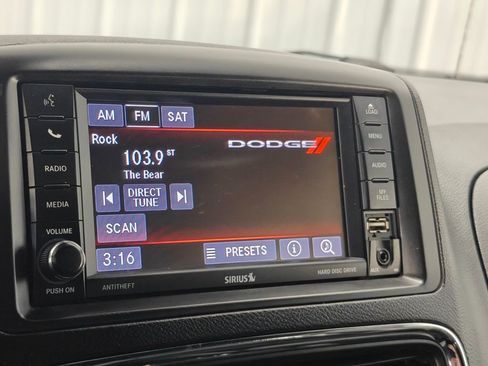 AM FM SAT
Rock
103.9 ST
The Bear
DODGE
DIRECT
TUNE
SCAN
3:16
PRESETS
RADIO
MEDIA
VOLUME
PUSH ON
ANTITHEFT
SIRIUS
HARD DISC DRIVE
LOAD
MENU
AUDIO
MY
FILES
AUX